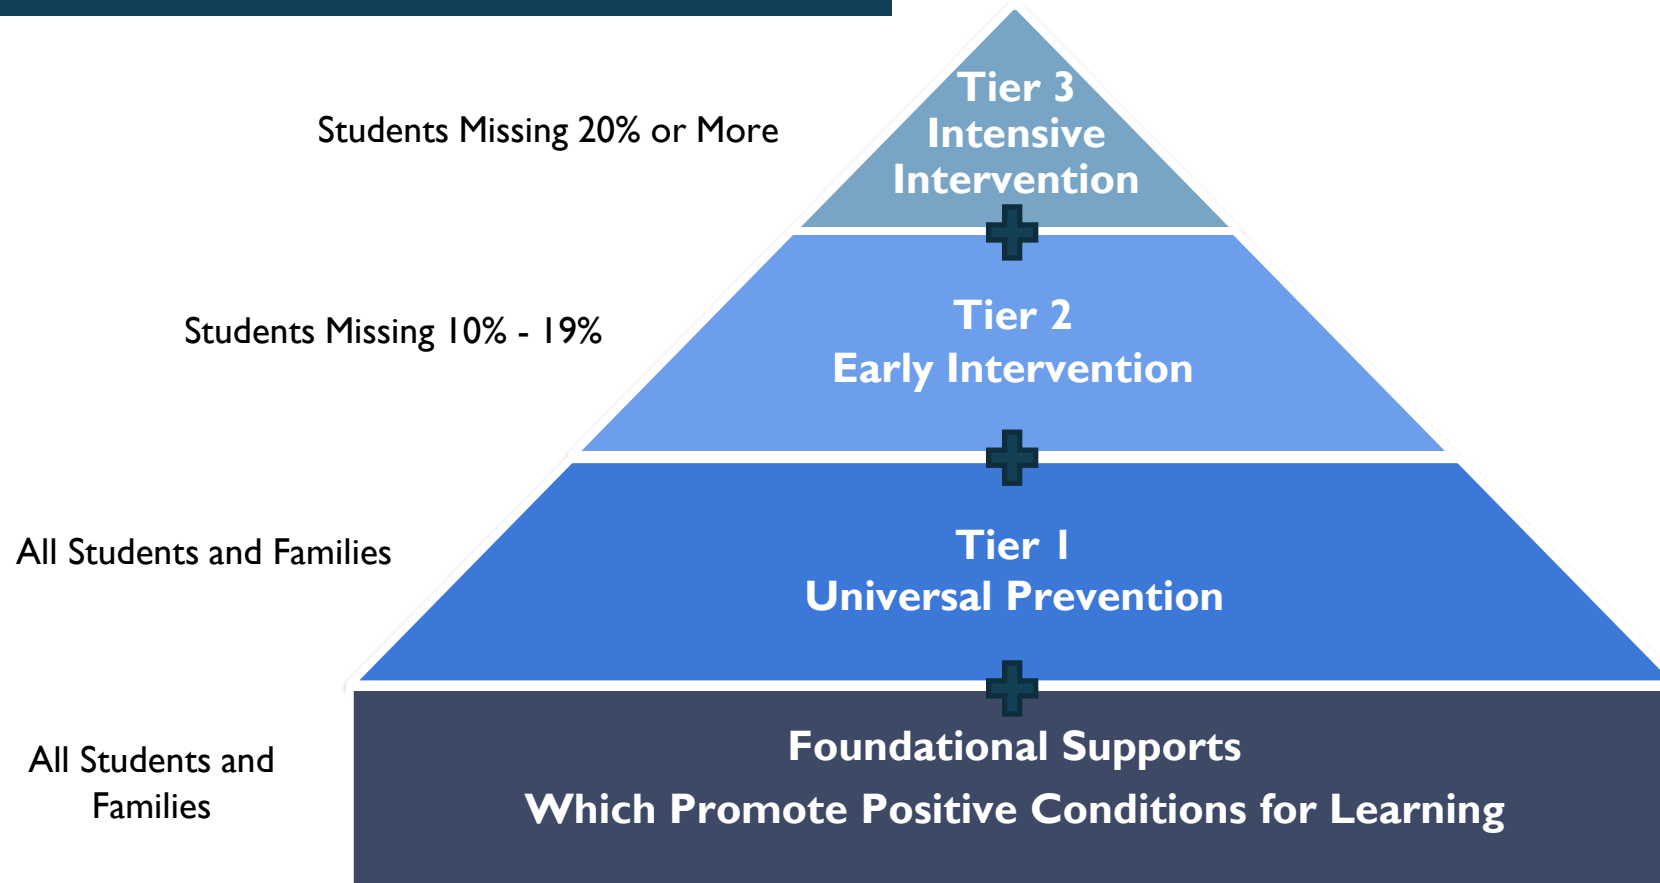 Tier 3
Intensive
Intervention
Students Missing 20% or More
Tier 2
Early Intervention
Students Missing 10% - 19%
Tier 1
Universal Prevention
All Students and Families
Foundational Supports
Which Promote Positive Conditions for Learning
All Students and
Families